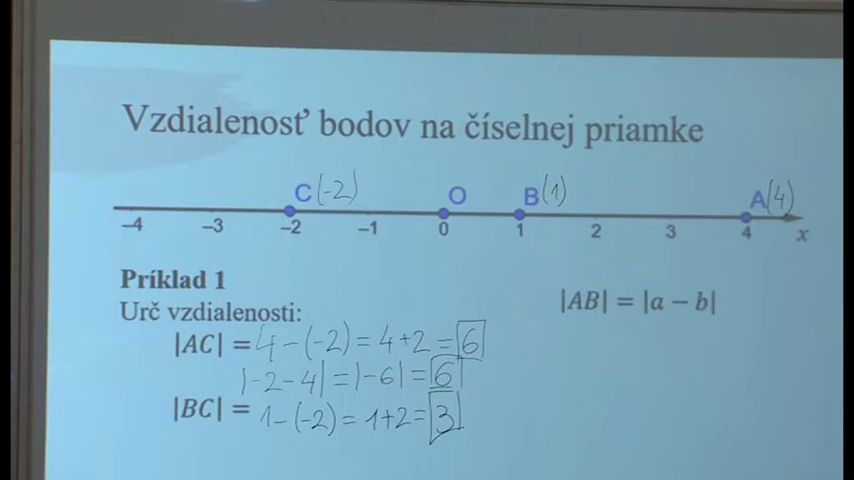 Vzdialenosť bodov na číselnej priamke
C(-2) O B(1) A(4)
–4 –3 –2 –1 0 1 2 3 4 x
Príklad 1
Urč vzdialenosti:
|AB| = |a − b|
|AC| = 4-(-2) = 4+2 = 6
|-2-4| = |-6| = 6
|BC| = 1-(-2) = 1+2 = 3